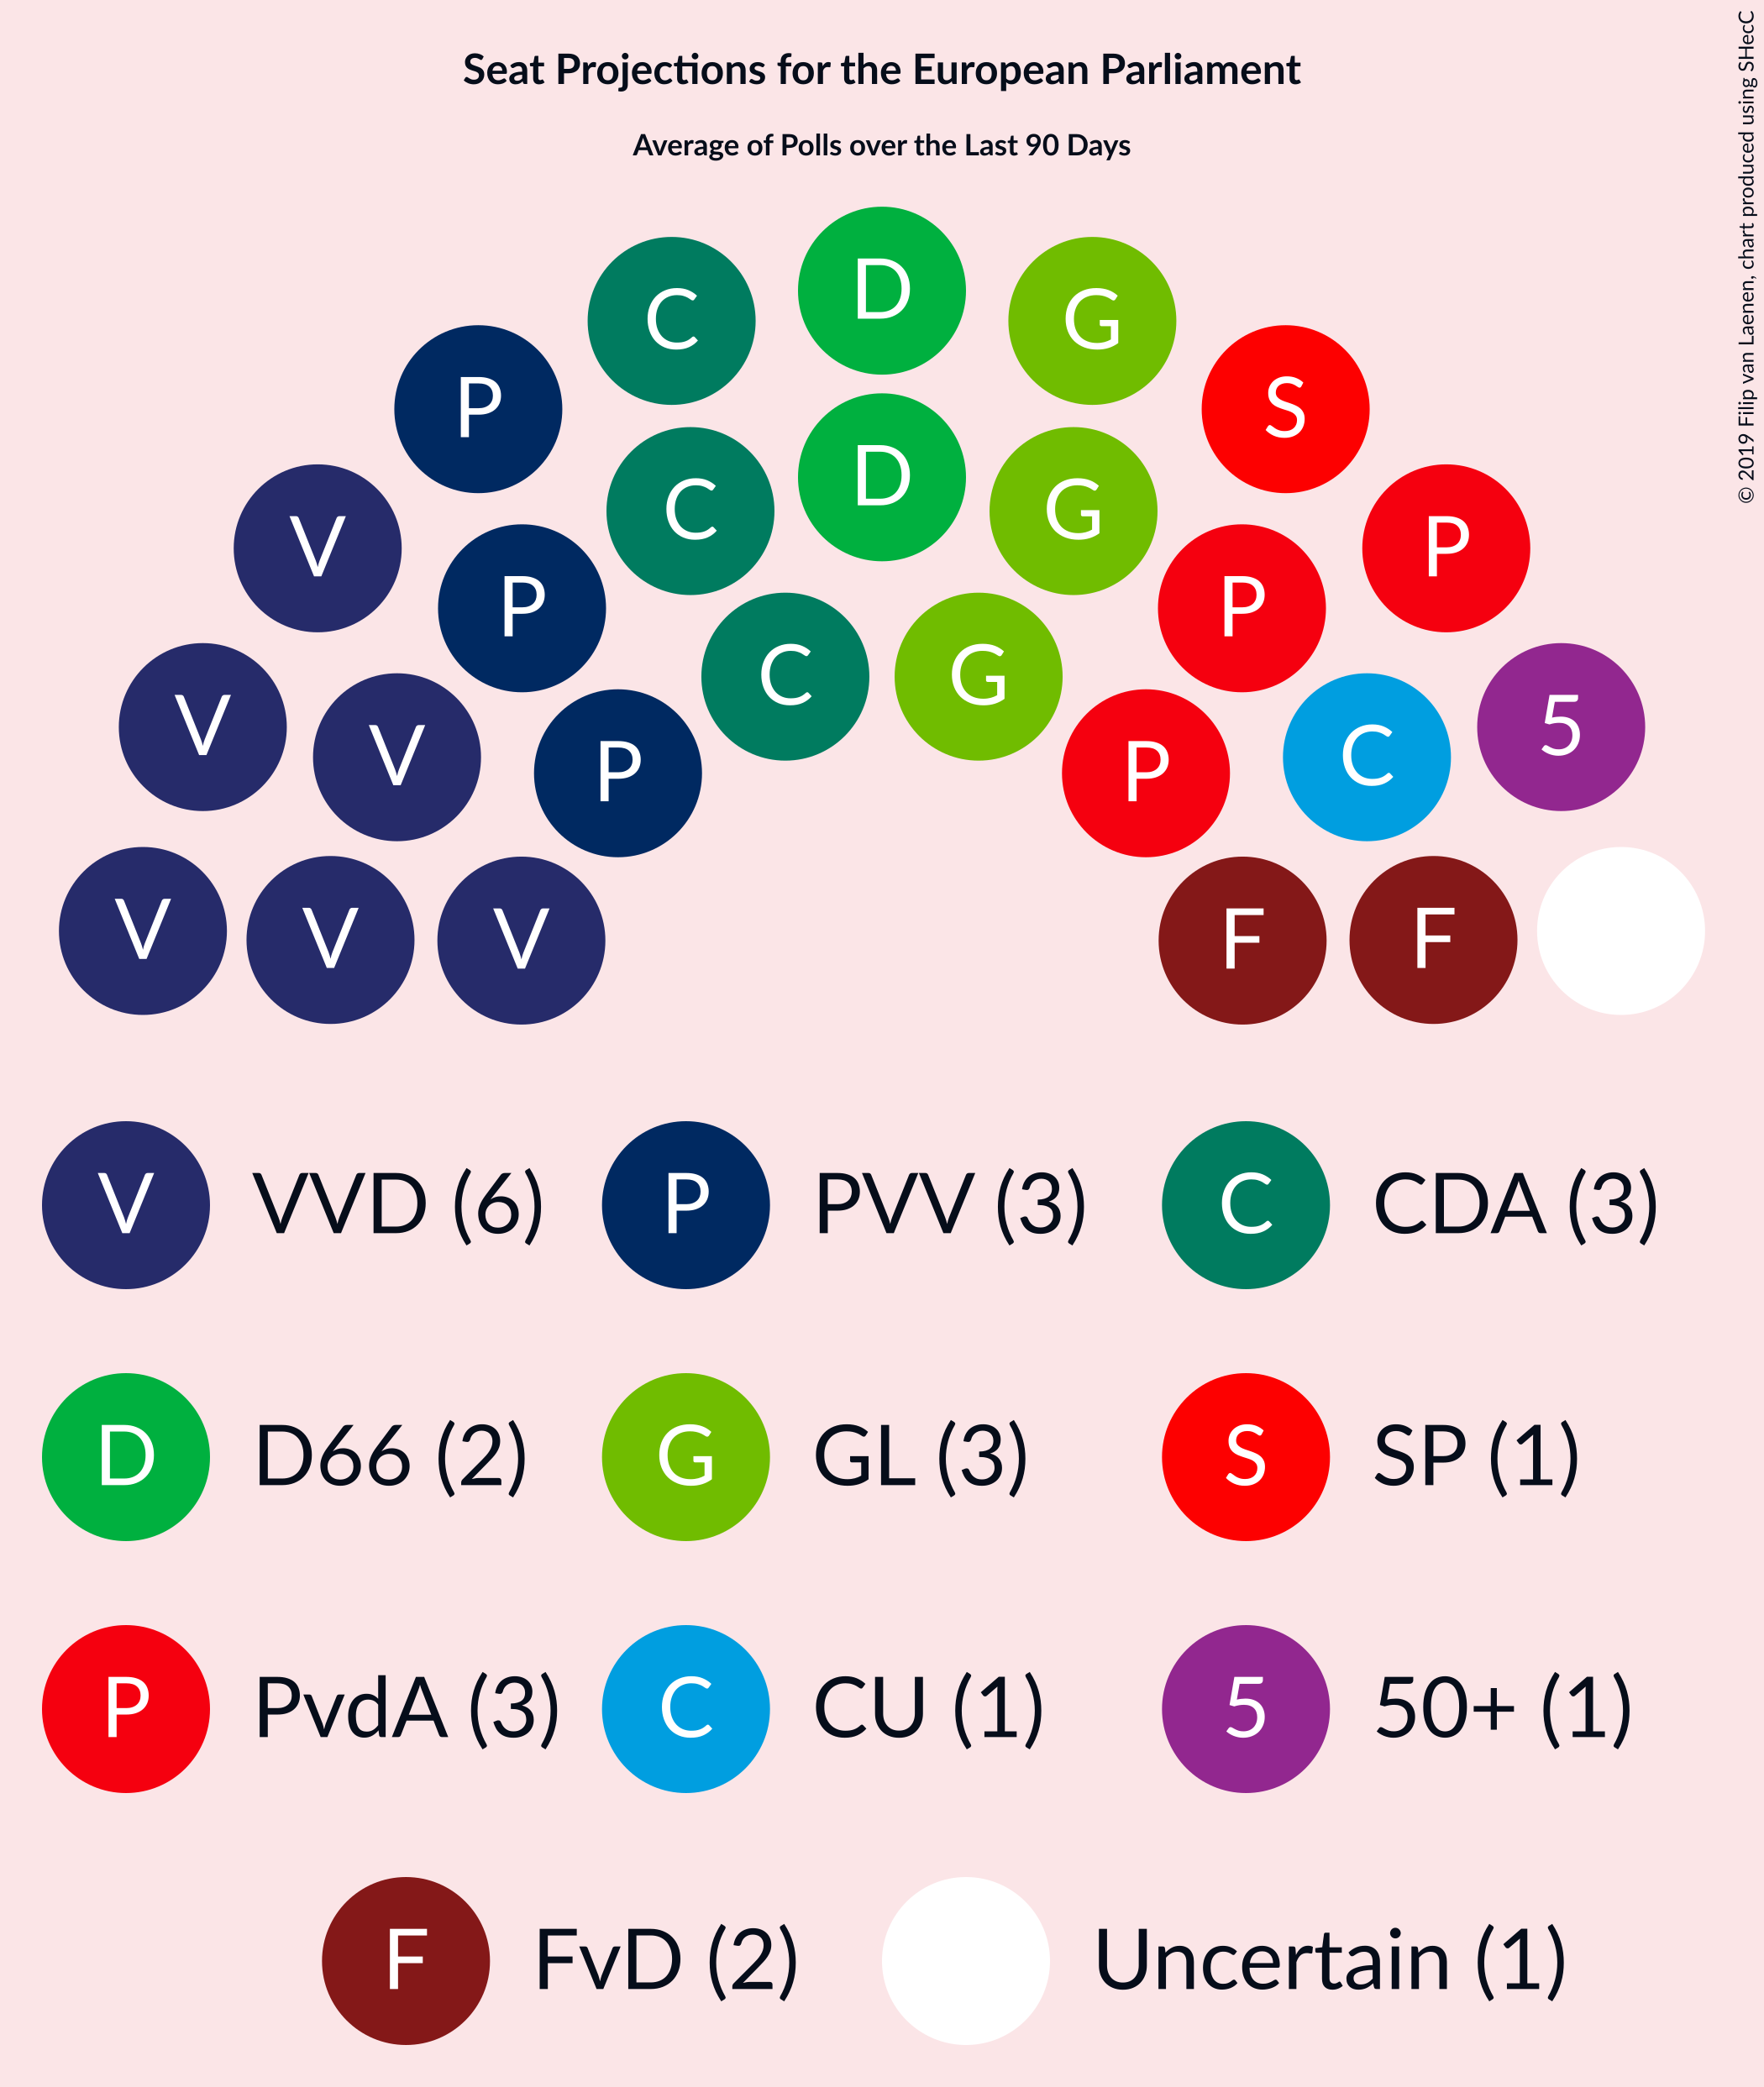 Seat Projections for the European Parliament
Average of Polls over the Last 90 Days
© 2019 Filip van Laenen, chart produced using SHecC
D
C G
P S
D
C G
V P
P P
C G
V 5
V C
P P
V F
V F
V F
V VVD (6) P PVV (3) C CDA (3)
D D66 (2) G GL (3) S SP (1)
P PvdA (3) C CU (1) 5 50+ (1)
F FvD (2) Uncertain (1)